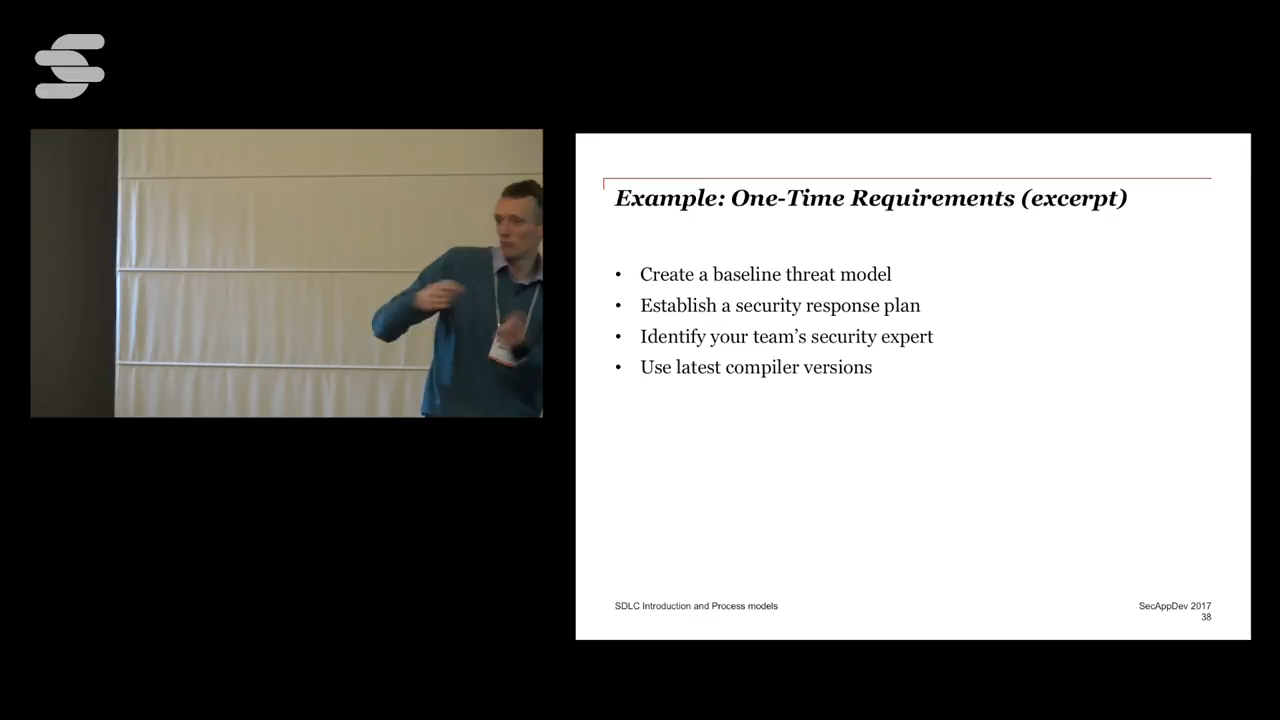 Example: One-Time Requirements (excerpt)
• Create a baseline threat model
• Establish a security response plan
• Identify your team’s security expert
• Use latest compiler versions
SDLC Introduction and Process models
SecAppDev 2017
38